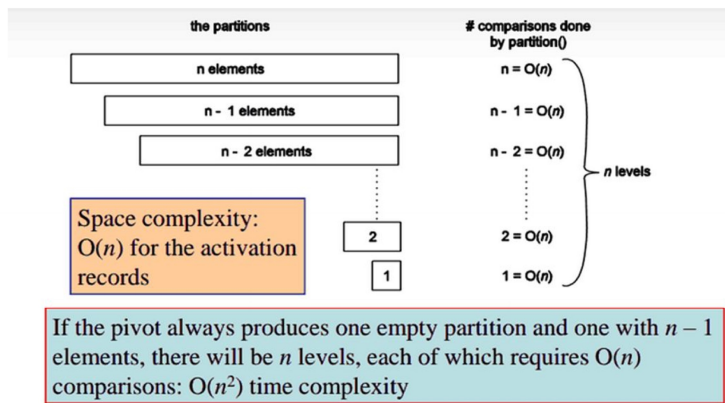 the partitions
# comparisons done
by partition()
n elements
n = O(n)
n - 1 elements
n - 1 = O(n)
n - 2 elements
n - 2 = O(n)
n levels
Space complexity:
O(n) for the activation
records
2
2 = O(n)
1
1 = O(n)
If the pivot always produces one empty partition and one with n – 1
elements, there will be n levels, each of which requires O(n)
comparisons: O(n²) time complexity